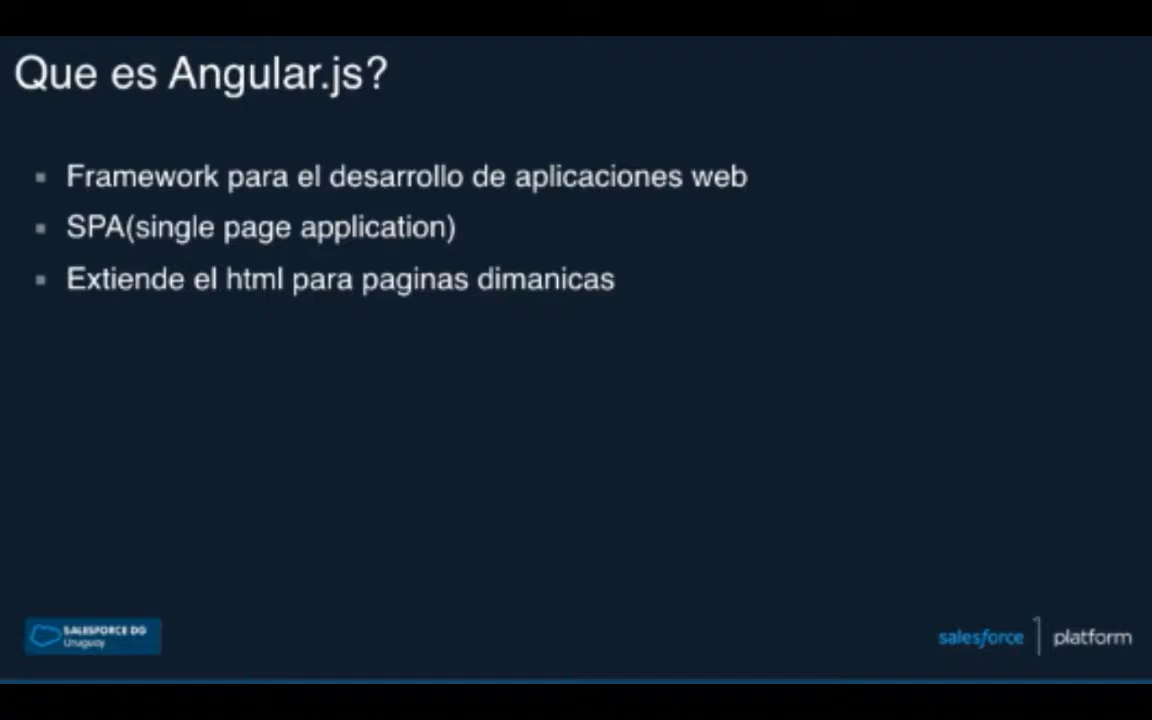 Que es Angular.js?
Framework para el desarrollo de aplicaciones web
SPA(single page application)
Extiende el html para paginas dimanicas
SALESFORCE DG
Uruguay
salesforce platform